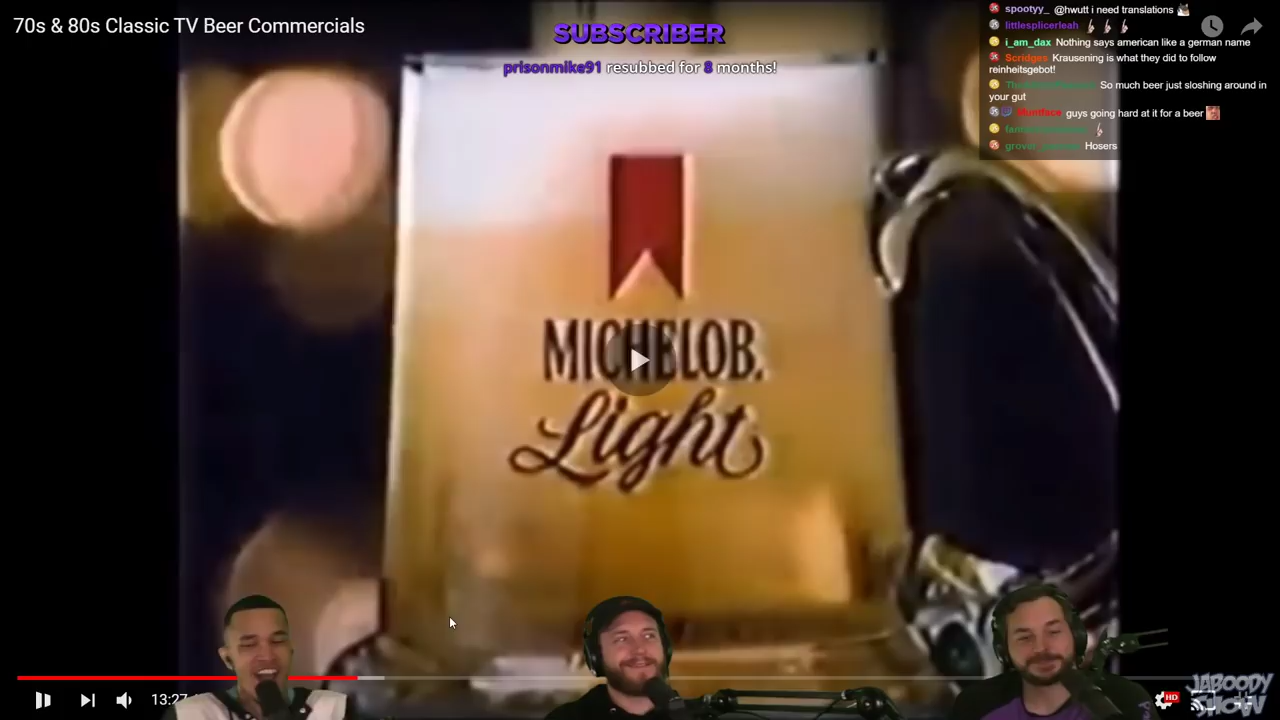 70s & 80s Classic TV Beer Commercials
SUBSCRIBER
prisonmike91 resubbed for 8 months!
spootyy_ @hwutt i need translations
littlesplicerleah
i_am_dax Nothing says american like a german name
Scridges Krausening is what they did to follow
reinheitsgebot!
So much beer just sloshing around in
your gut
Muntface guys going hard at it for a beer
Hosers
MICHELOB.
Light
13:27
HD
JABOODY
SHOW